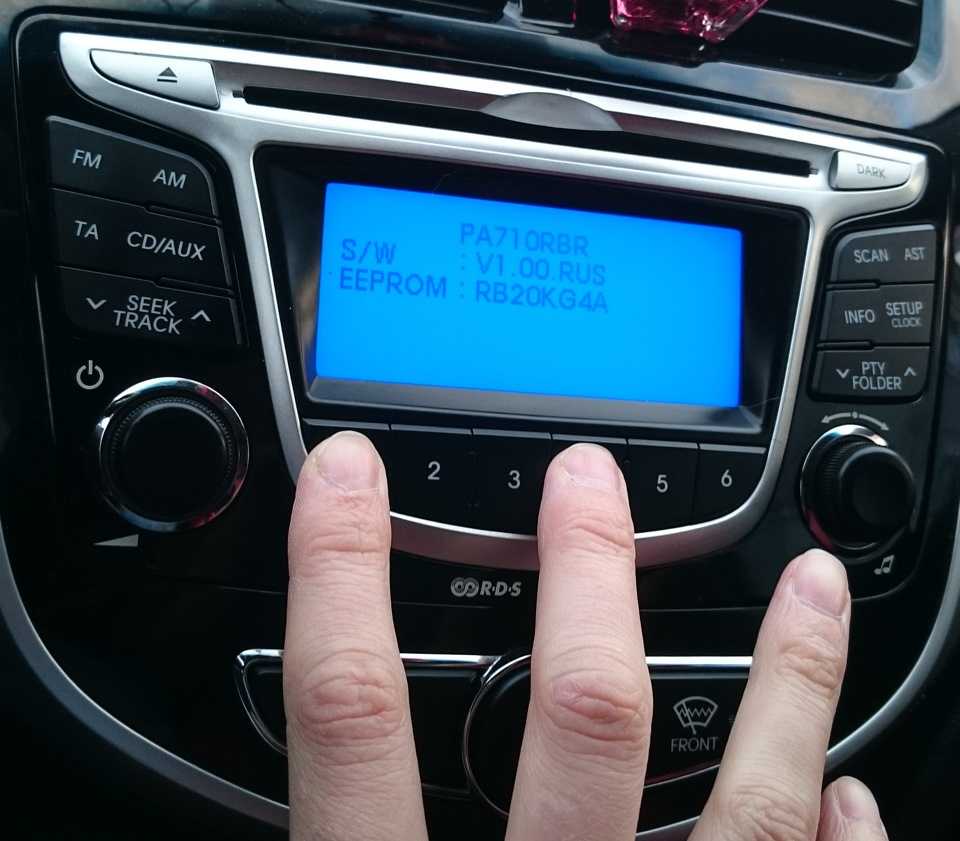 FM
AM
TA
CD/AUX
SEEK
TRACK
DARK
PA710RBR
S/W : V1.00.RUS
EEPROM : RB20KG4A
SCAN AST
INFO SETUP
CLOCK
PTY
FOLDER
2 3 5 6
R·D·S
FRONT